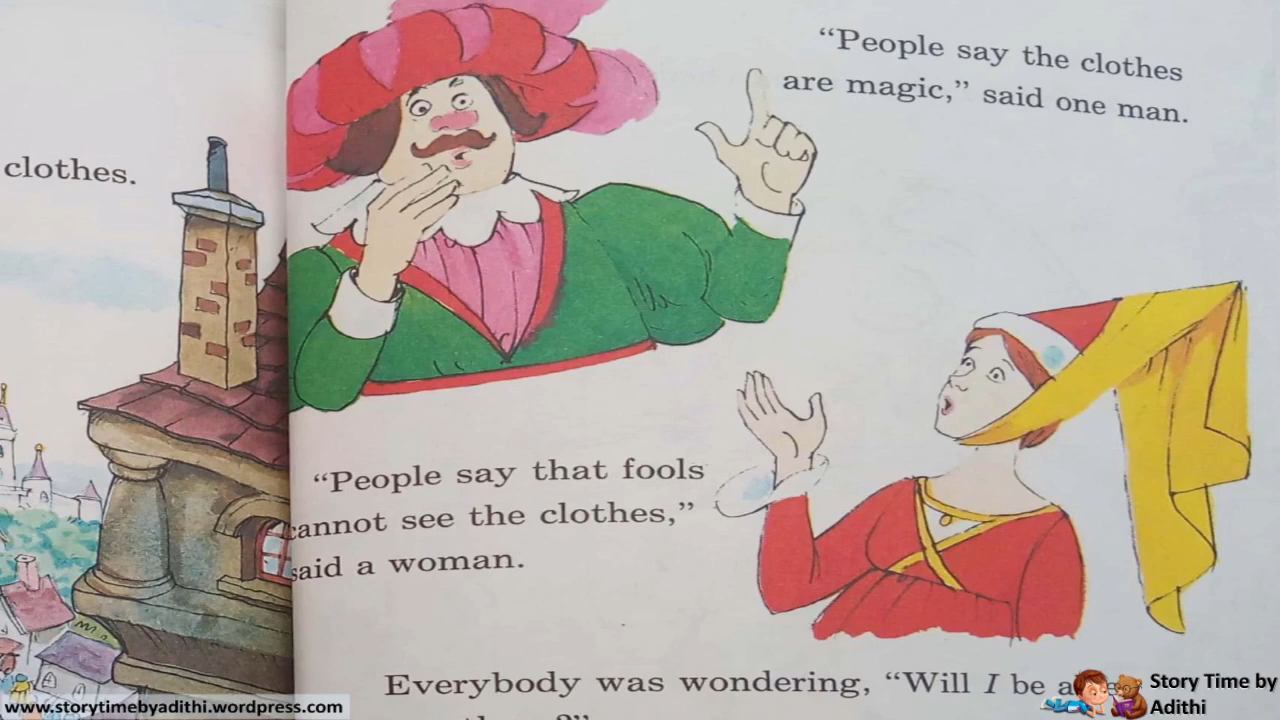 clothes.
“People say the clothes
are magic,” said one man.
“People say that fools
cannot see the clothes,”
said a woman.
Everybody was wondering, “Will I be a
www.storytimebyadithi.wordpress.com
Story Time by
Adithi